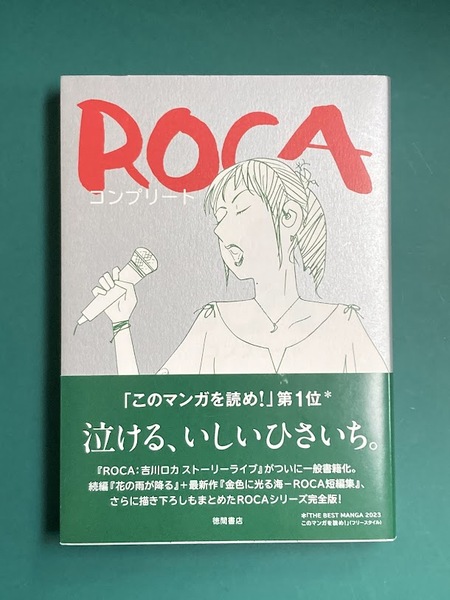 ROCA
コンプリート
「このマンガを読め!」第1位*
泣ける、いしいひさいち。
『ROCA:吉川ロカ ストーリーライブ』がついに一般書籍化。
続編『花の雨が降る』+最新作『金色に光る海-ROCA短編集』、
さらに描き下ろしもまとめたROCAシリーズ完全版!
徳間書店
*「THE BEST MANGA 2023
このマンガを読め!」(フリースタイル)